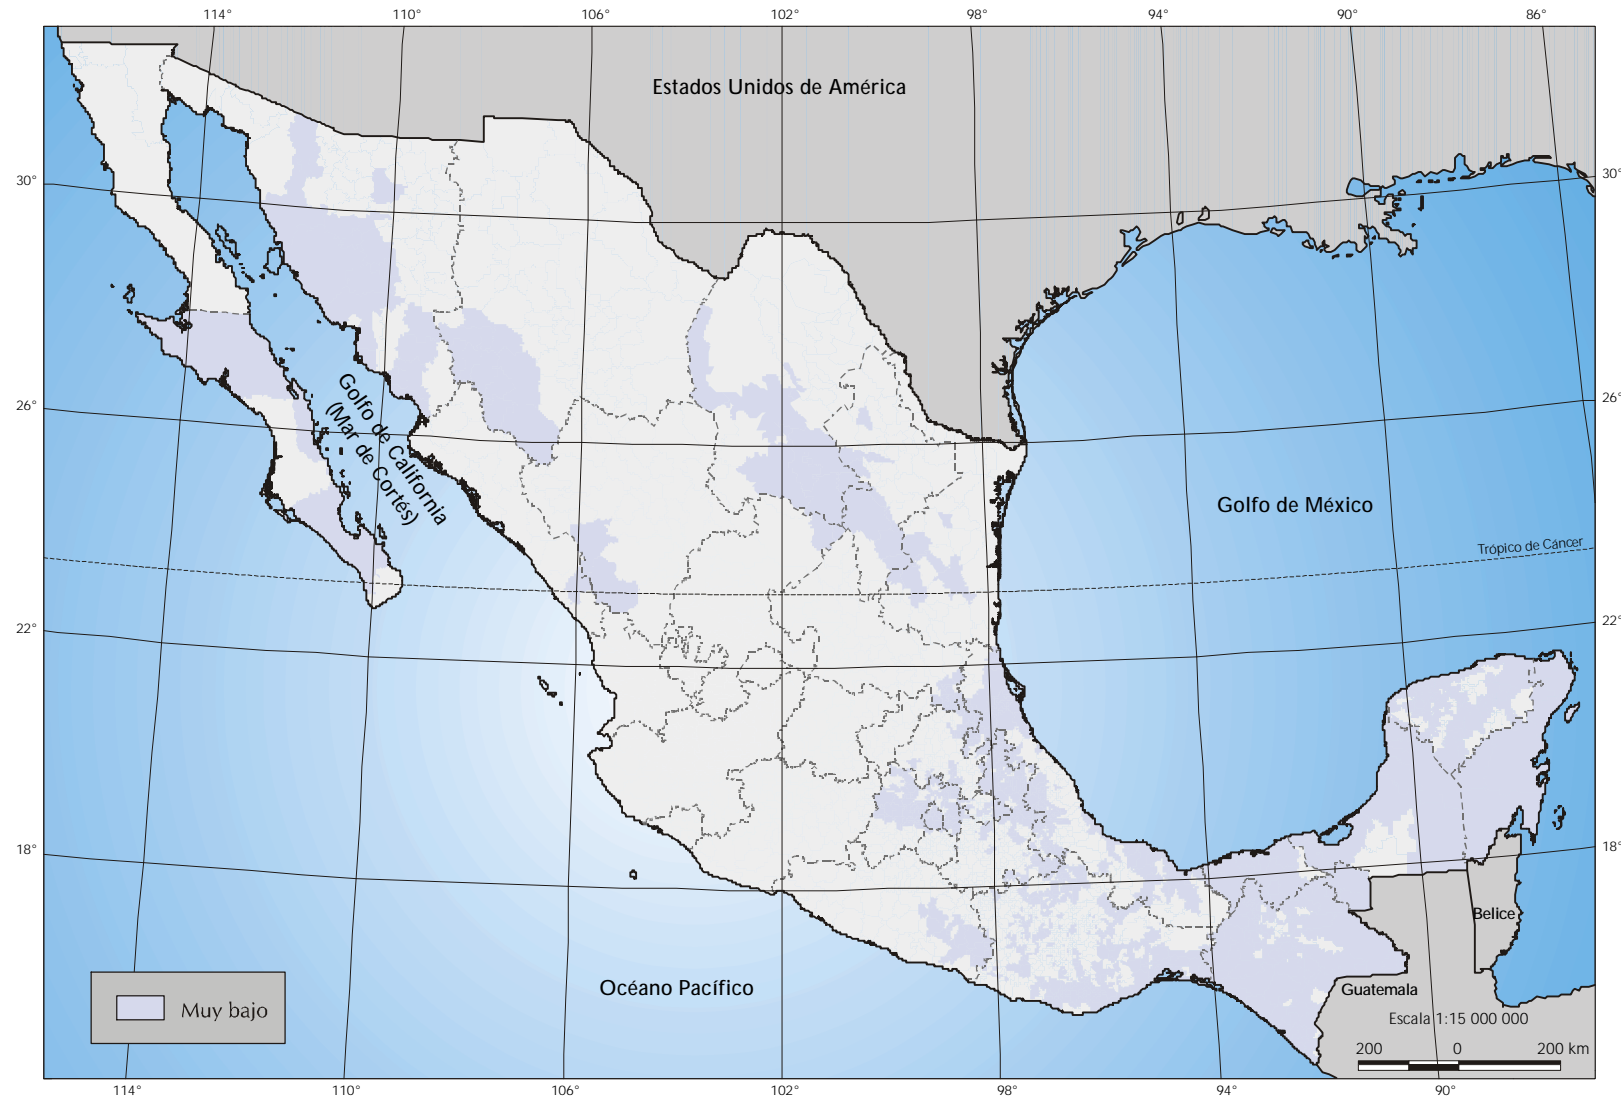 114°
110°
106°
102°
98°
94°
90°
86°
Estados Unidos de América
30°
30°
26°
26°
Golfo de California
(Mar de Cortés)
Golfo de México
Trópico de Cáncer
22°
22°
18°
18°
Belice
Océano Pacífico
Guatemala
Muy bajo
Escala 1:15 000 000
200 0 200 km
114°
110°
106°
102°
98°
94°
90°